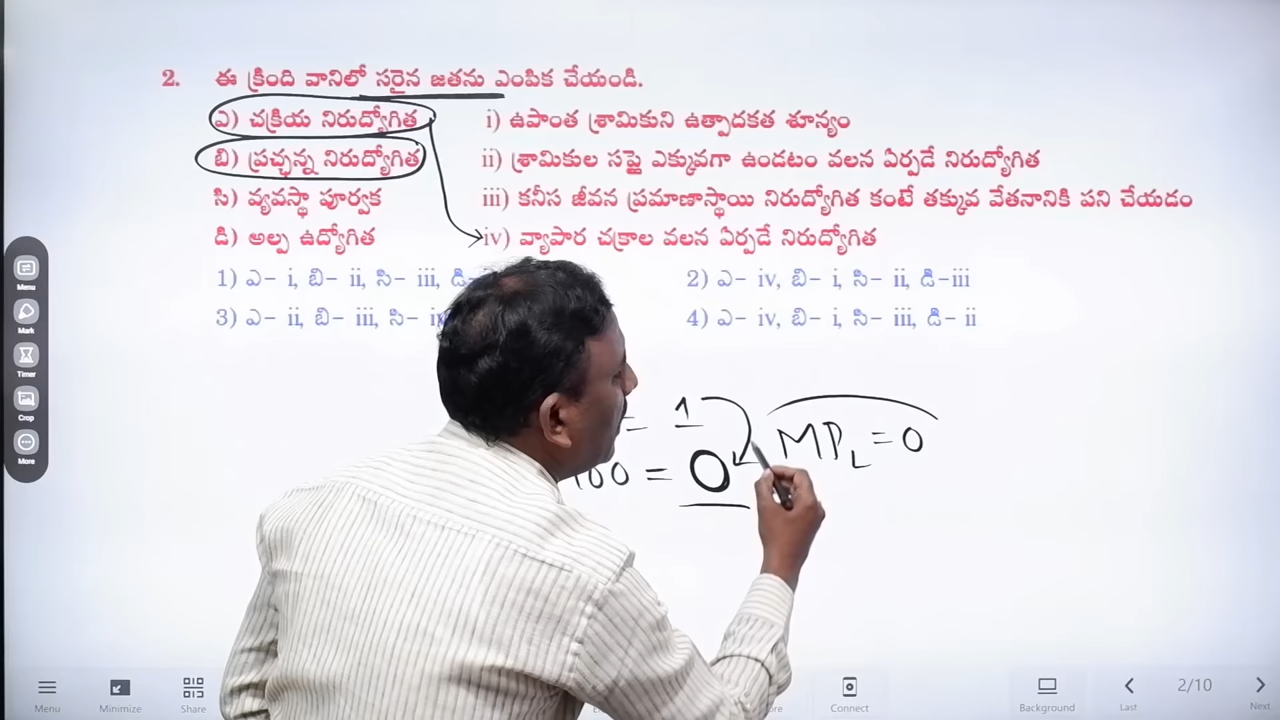 2. ఈ క్రింది వానిలో సరైన జతను ఎంపిక చేయండి.
ఎ) చక్రియ నిరుద్యోగిత i) ఉపాంత శ్రామికుని ఉత్పాదకత శూన్యం
బి) ప్రచ్ఛన్న నిరుద్యోగిత ii) శ్రామికుల సప్లై ఎక్కువగా ఉండటం వలన ఏర్పడే నిరుద్యోగిత
సి) వ్యవస్థా పూర్వక iii) కనీస జీవన ప్రమాణాస్థాయి నిరుద్యోగిత కంటే తక్కువ వేతనానికి పని చేయడం
డి) అల్ప ఉద్యోగిత iv) వ్యాపార చక్రాల వలన ఏర్పడే నిరుద్యోగిత
1) ఎ- i, బి- ii, సి- iii, డి- 2) ఎ- iv, బి- i, సి- ii, డి-iii
3) ఎ- ii, బి- iii, సి- 4) ఎ- iv, బి- i, సి- iii, డి- ii
= 1
100 = 0 MPL = 0
Menu
Mark
Timer
Crop
More
Menu Minimize Share Connect Background Last 2/10 Next